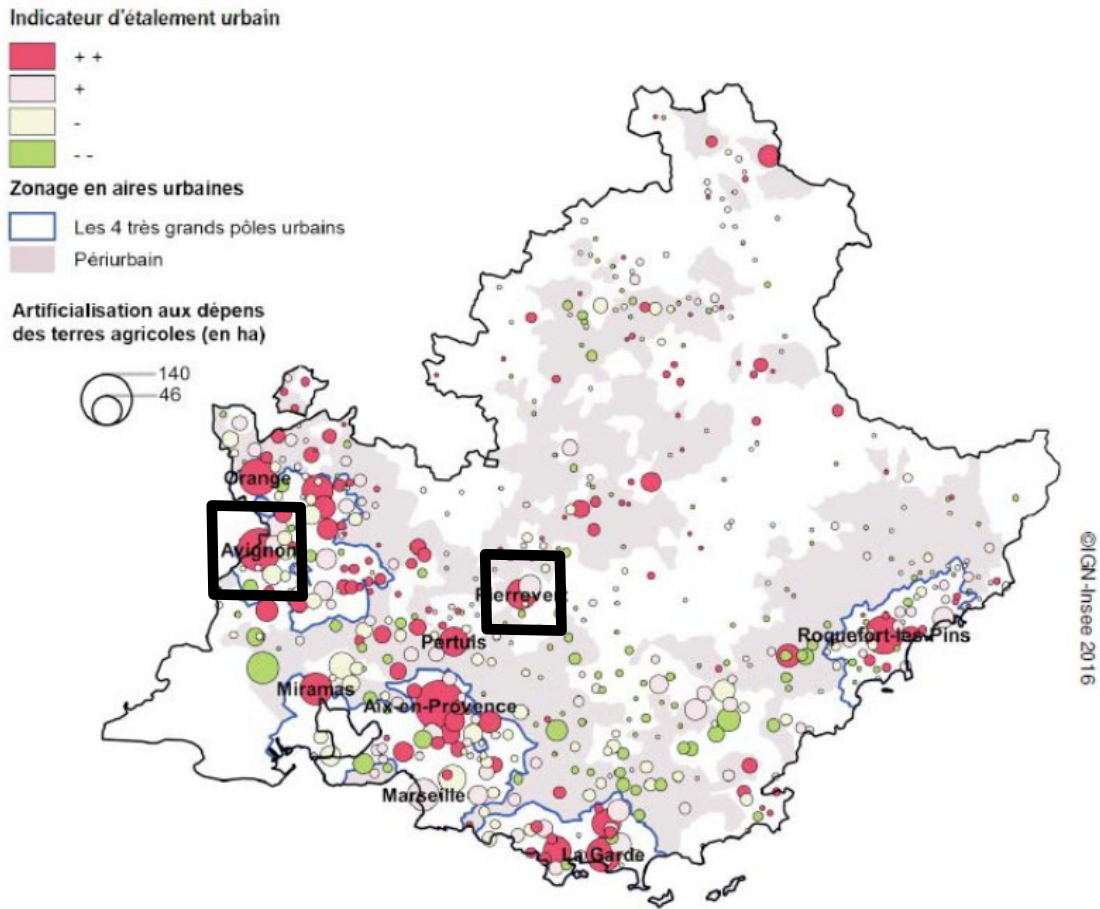 Indicateur d'étalement urbain
+ +
+
-
- -
Zonage en aires urbaines
Les 4 très grands pôles urbains
Périurbain
Artificialisation aux dépens
des terres agricoles (en ha)
140
46
Orange
Avignon
Pierrevert
Pertuis
Roquefort-les-Pins
Miramas
Aix-en-Provence
Marseille
La Garde
©IGN-Insee 2016